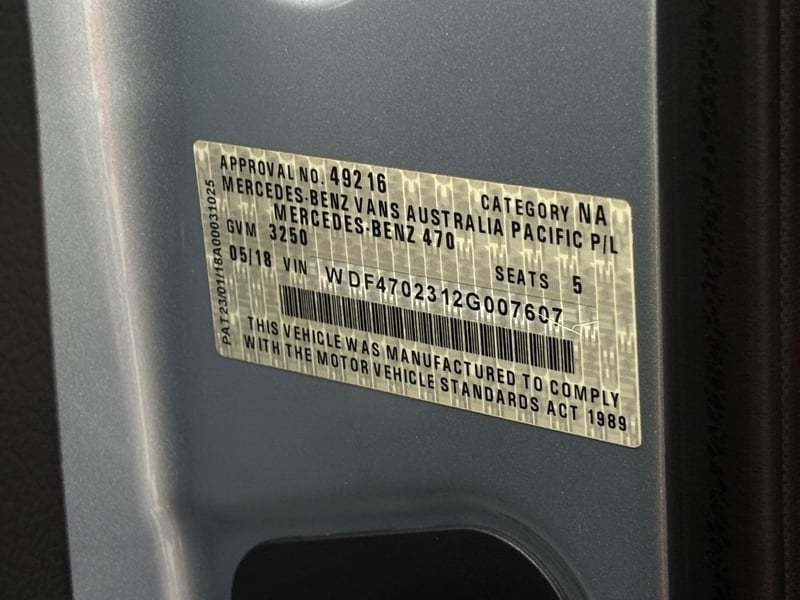 APPROVAL NO. 49216 CATEGORY NA
MERCEDES-BENZ VANS AUSTRALIA PACIFIC P/L
MERCEDES-BENZ 470
GVM 3250
05/18 VIN SEATS 5
WDF4702312G007607
THIS VEHICLE WAS MANUFACTURED TO COMPLY
WITH THE MOTOR VEHICLE STANDARDS ACT 1989
PAT23/01/18A00031025